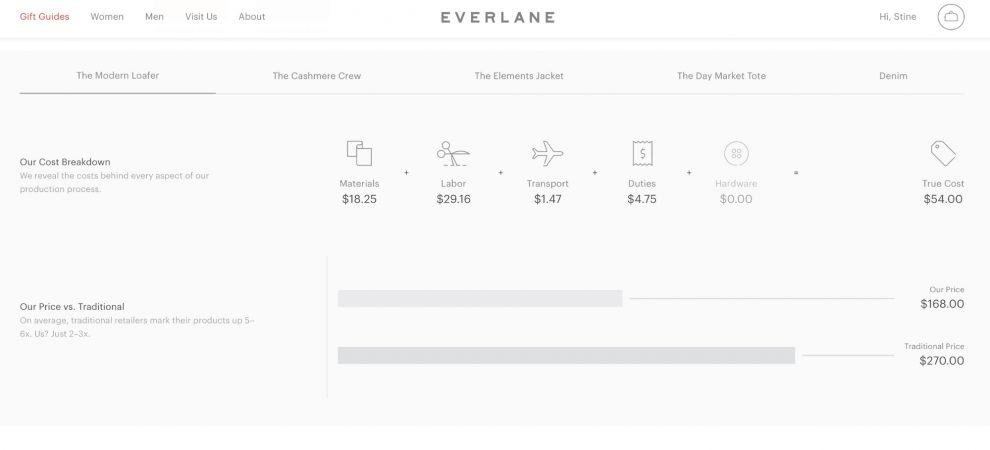 Gift Guides Women Men Visit Us About EVERLANE Hi, Stine
The Modern Loafer The Cashmere Crew The Elements Jacket The Day Market Tote Denim
Our Cost Breakdown
We reveal the costs behind every aspect of our
production process.
$
Materials + Labor + Transport + Duties + Hardware = True Cost
$18.25 $29.16 $1.47 $4.75 $0.00 $54.00
Our Price vs. Traditional
On average, traditional retailers mark their products up 5–
6x. Us? Just 2–3x.
Our Price
$168.00
Traditional Price
$270.00